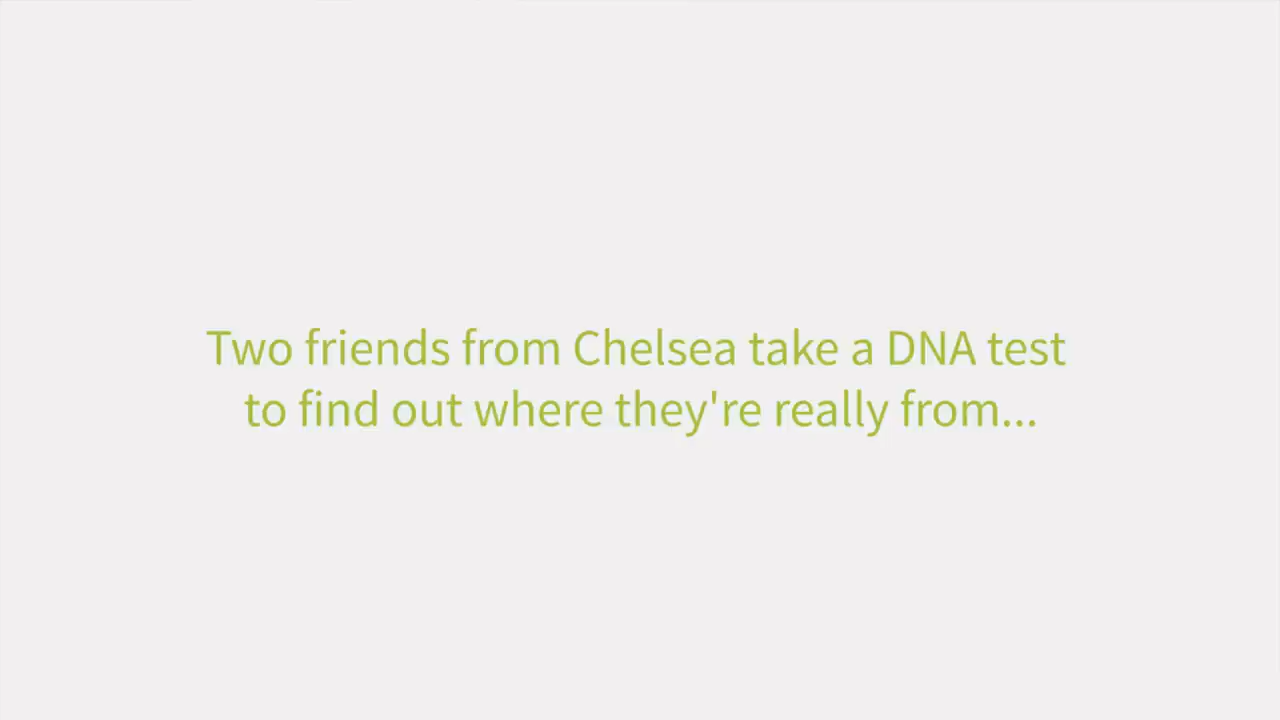 Two friends from Chelsea take a DNA test
to find out where they're really from...